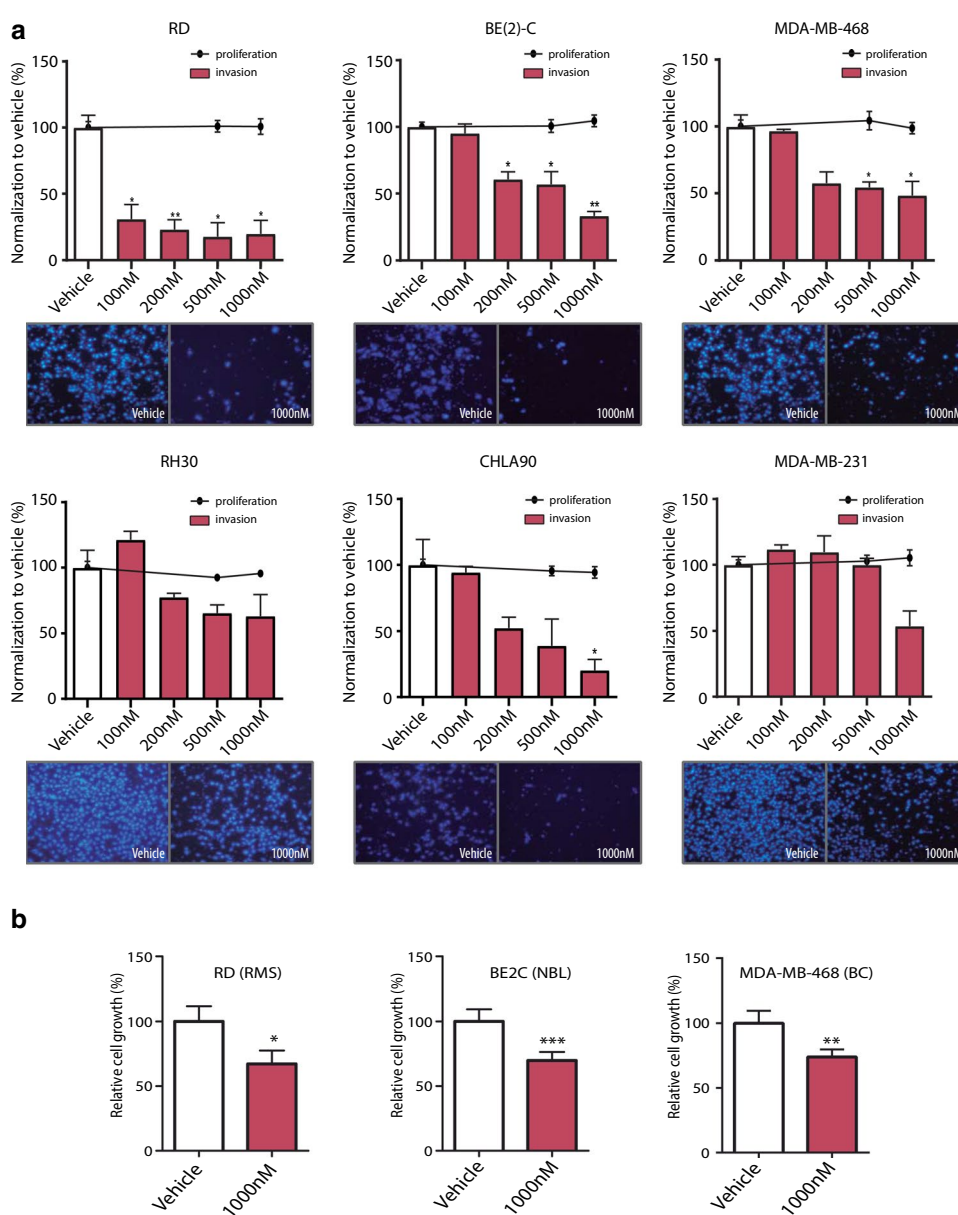 a
RD
Normalization to vehicle (%)
150
100
50
0
proliferation
invasion
*
**
*
*
Vehicle
100nM
200nM
500nM
1000nM
Vehicle
1000nM
BE(2)-C
Normalization to vehicle (%)
150
100
50
0
proliferation
invasion
*
*
**
Vehicle
100nM
200nM
500nM
1000nM
Vehicle
1000nM
MDA-MB-468
Normalization to vehicle (%)
150
100
50
0
proliferation
invasion
*
*
Vehicle
100nM
200nM
500nM
1000nM
Vehicle
1000nM
RH30
Normalization to vehicle (%)
150
100
50
0
proliferation
invasion
Vehicle
100nM
200nM
500nM
1000nM
Vehicle
1000nM
CHLA90
Normalization to vehicle (%)
150
100
50
0
proliferation
invasion
*
Vehicle
100nM
200nM
500nM
1000nM
Vehicle
1000nM
MDA-MB-231
Normalization to vehicle (%)
150
100
50
0
proliferation
invasion
Vehicle
100nM
200nM
500nM
1000nM
Vehicle
1000nM
b
RD (RMS)
Relative cell growth (%)
150
100
50
0
*
Vehicle
1000nM
BE2C (NBL)
Relative cell growth (%)
150
100
50
0
***
Vehicle
1000nM
MDA-MB-468 (BC)
Relative cell growth (%)
150
100
50
0
**
Vehicle
1000nM